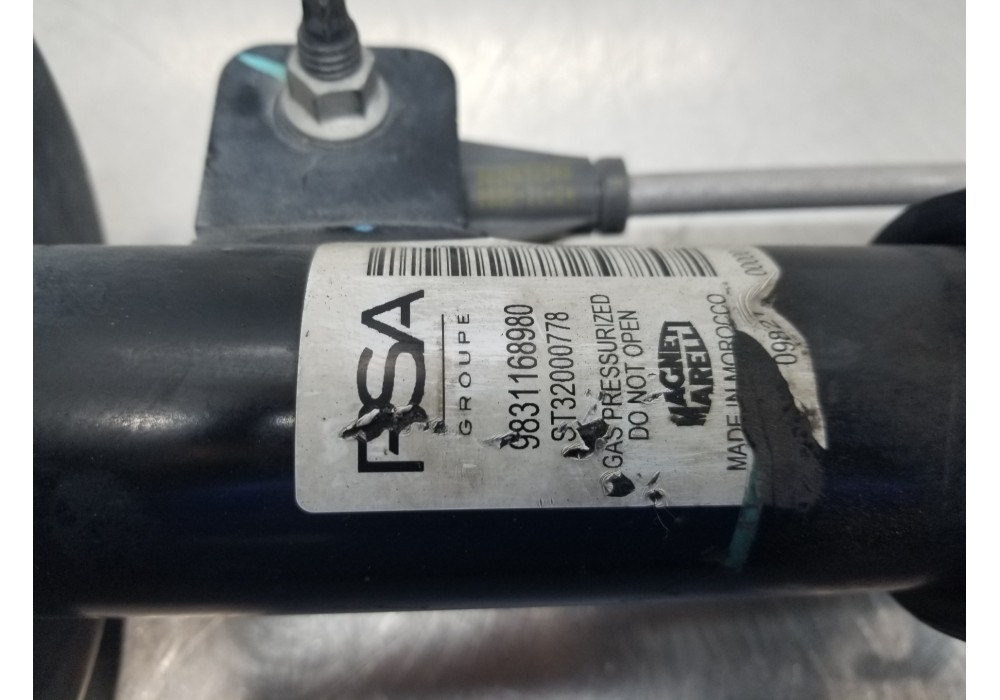 PSA
GROUPE
9831168980
ST32000778
GAS PRESSURIZED
DO NOT OPEN
MAGNETI
MARELLI
MADE IN MOROCCO